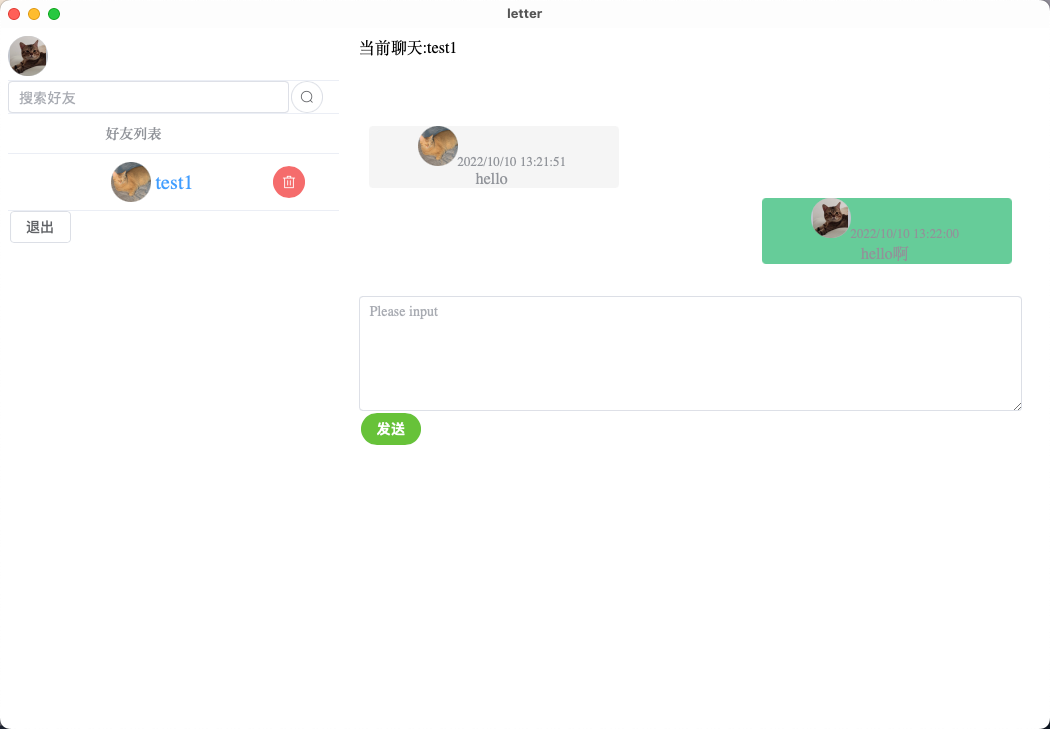 letter
搜索好友
好友列表
test1
退出
当前聊天:test1
2022/10/10 13:21:51
hello
2022/10/10 13:22:00
hello啊
Please input
发送